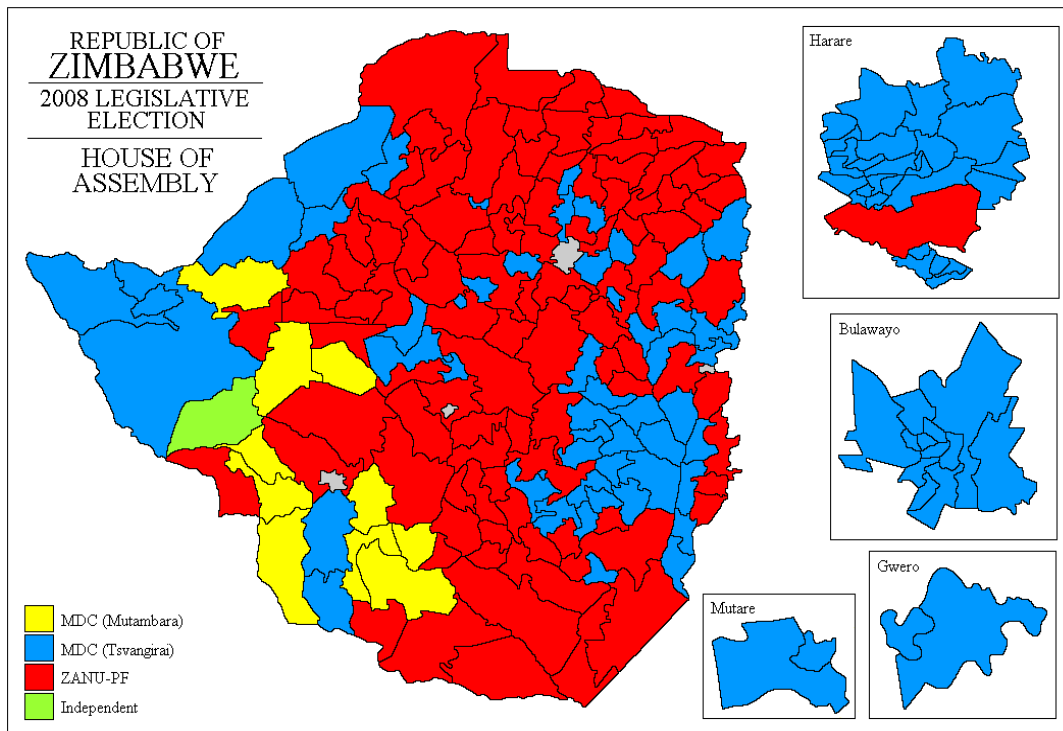 REPUBLIC OF
ZIMBABWE
2008 LEGISLATIVE
ELECTION
HOUSE OF
ASSEMBLY
Harare
Bulawayo
Gwero
Mutare
MDC (Mutambara)
MDC (Tsvangirai)
ZANU-PF
Independent